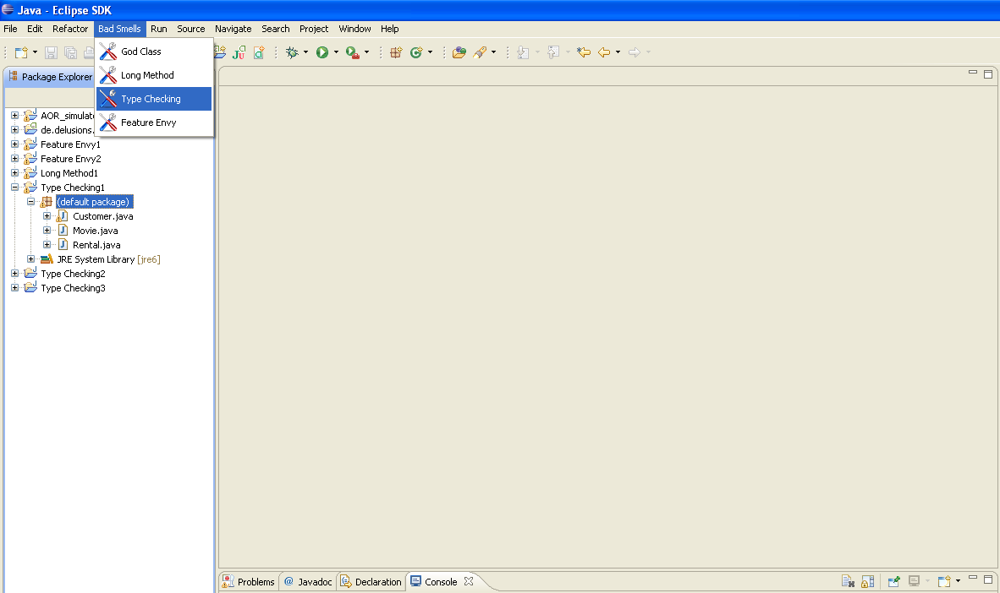 Java - Eclipse SDK
File Edit Refactor Bad Smells Run Source Navigate Search Project Window Help
God Class
Long Method
Type Checking
Feature Envy
Package Explorer
AOR_simulat
de.delusions.
Feature Envy1
Feature Envy2
Long Method1
Type Checking1
(default package)
Customer.java
Movie.java
Rental.java
JRE System Library [jre6]
Type Checking2
Type Checking3
Problems @ Javadoc Declaration Console